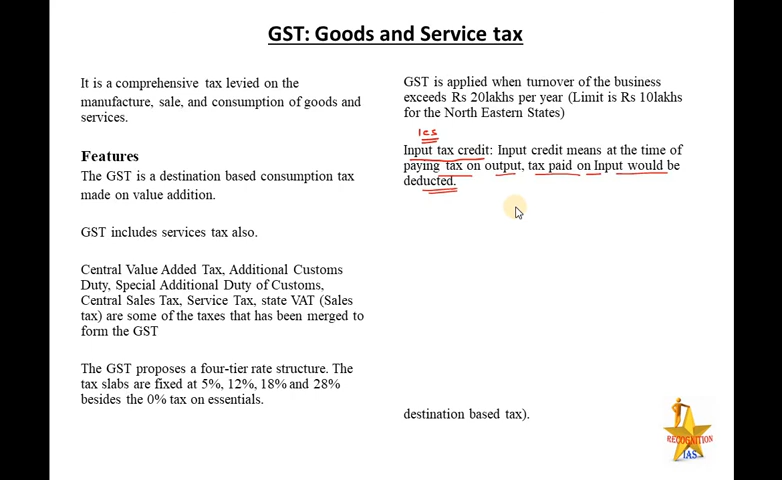 GST: Goods and Service tax
It is a comprehensive tax levied on the
manufacture, sale, and consumption of goods and
services.
Features
The GST is a destination based consumption tax
made on value addition.
GST includes services tax also.
Central Value Added Tax, Additional Customs
Duty, Special Additional Duty of Customs,
Central Sales Tax, Service Tax, state VAT (Sales
tax) are some of the taxes that has been merged to
form the GST
The GST proposes a four-tier rate structure. The
tax slabs are fixed at 5%, 12%, 18% and 28%
besides the 0% tax on essentials.
GST is applied when turnover of the business
exceeds Rs 20lakhs per year (Limit is Rs 10lakhs
for the North Eastern States)
Input tax credit: Input credit means at the time of
paying tax on output, tax paid on Input would be
deducted.
destination based tax).
RECOGNITION
IAS